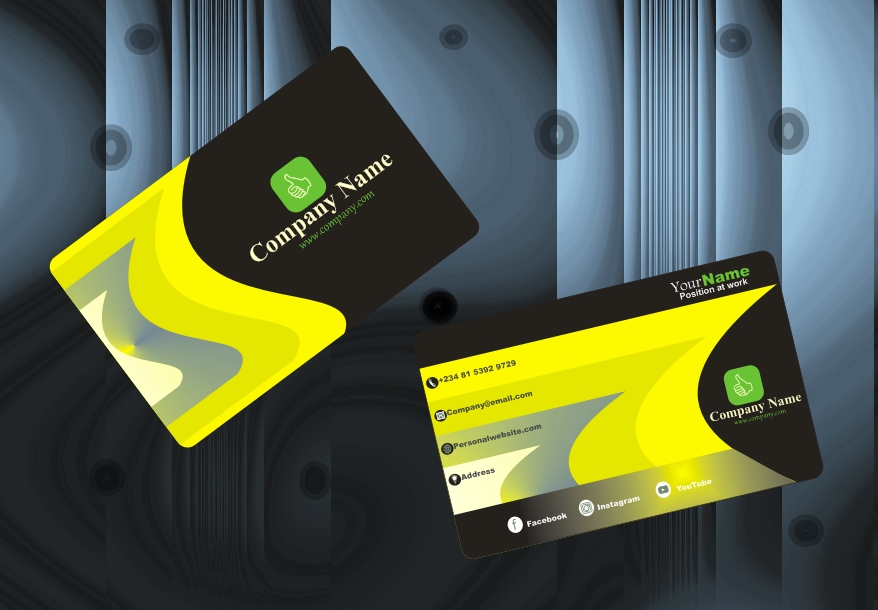 Company Name
www.company.com
YourName
Position at work
+234 81 5392 9729
Company@email.com
Personalwebsite.com
Address
Company Name
www.company.com
Facebook
Instagram
YouTube